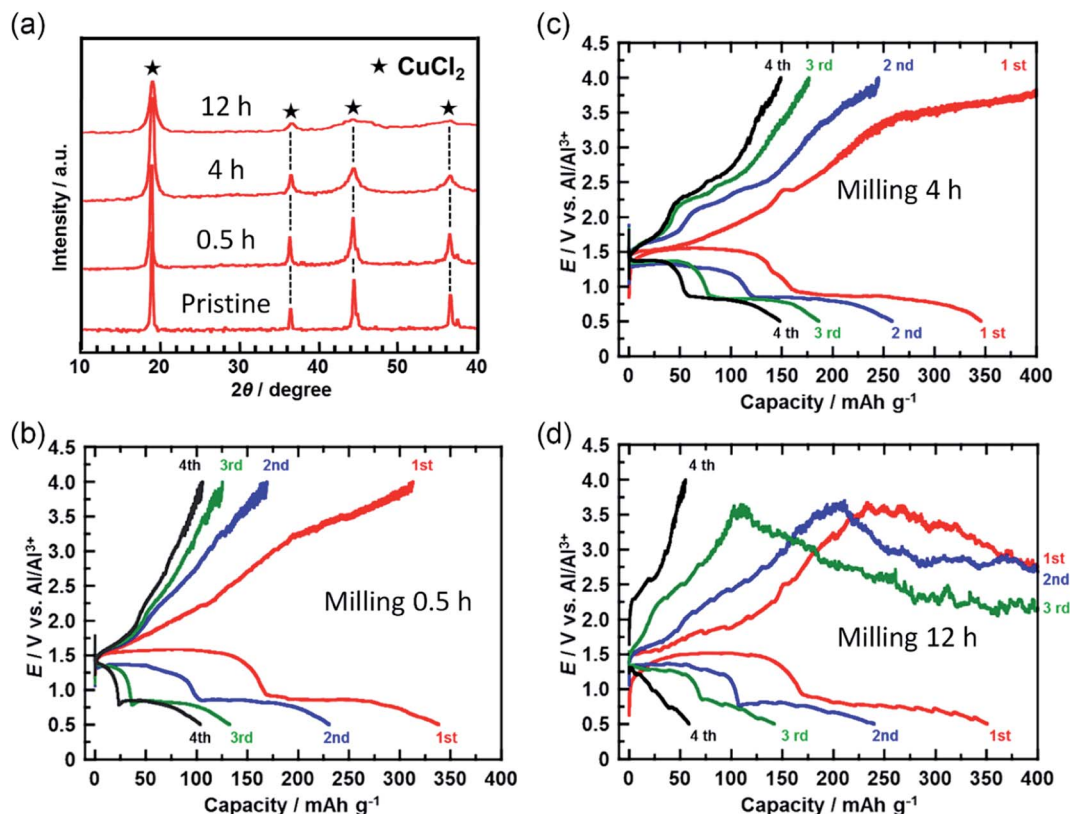 (a)
★ CuCl₂
12 h
4 h
0.5 h
Pristine
Intensity / a.u.
10 20 30 40 50 60 40
2θ / degree
(b)
4.5
4.0
3.5
3.0
2.5
2.0
1.5
1.0
0.5
0
E / V vs. Al/Al³⁺
4th 3rd 2nd 1st
Milling 0.5 h
4th 3rd 2nd 1st
0 50 100 150 200 250 300 350 400
Capacity / mAh g⁻¹
(c)
4.5
4.0
3.5
3.0
2.5
2.0
1.5
1.0
0.5
0
E / V vs. Al/Al³⁺
4 th 3 rd 2 nd 1 st
Milling 4 h
4 th 3 rd 2 nd 1 st
0 50 100 150 200 250 300 350 400
Capacity / mAh g⁻¹
(d)
4.5
4.0
3.5
3.0
2.5
2.0
1.5
1.0
0.5
0
E / V vs. Al/Al³⁺
4 th
1st
2nd
3 rd
Milling 12 h
4 th 3 rd 2nd 1st
0 50 100 150 200 250 300 350 400
Capacity / mAh g⁻¹